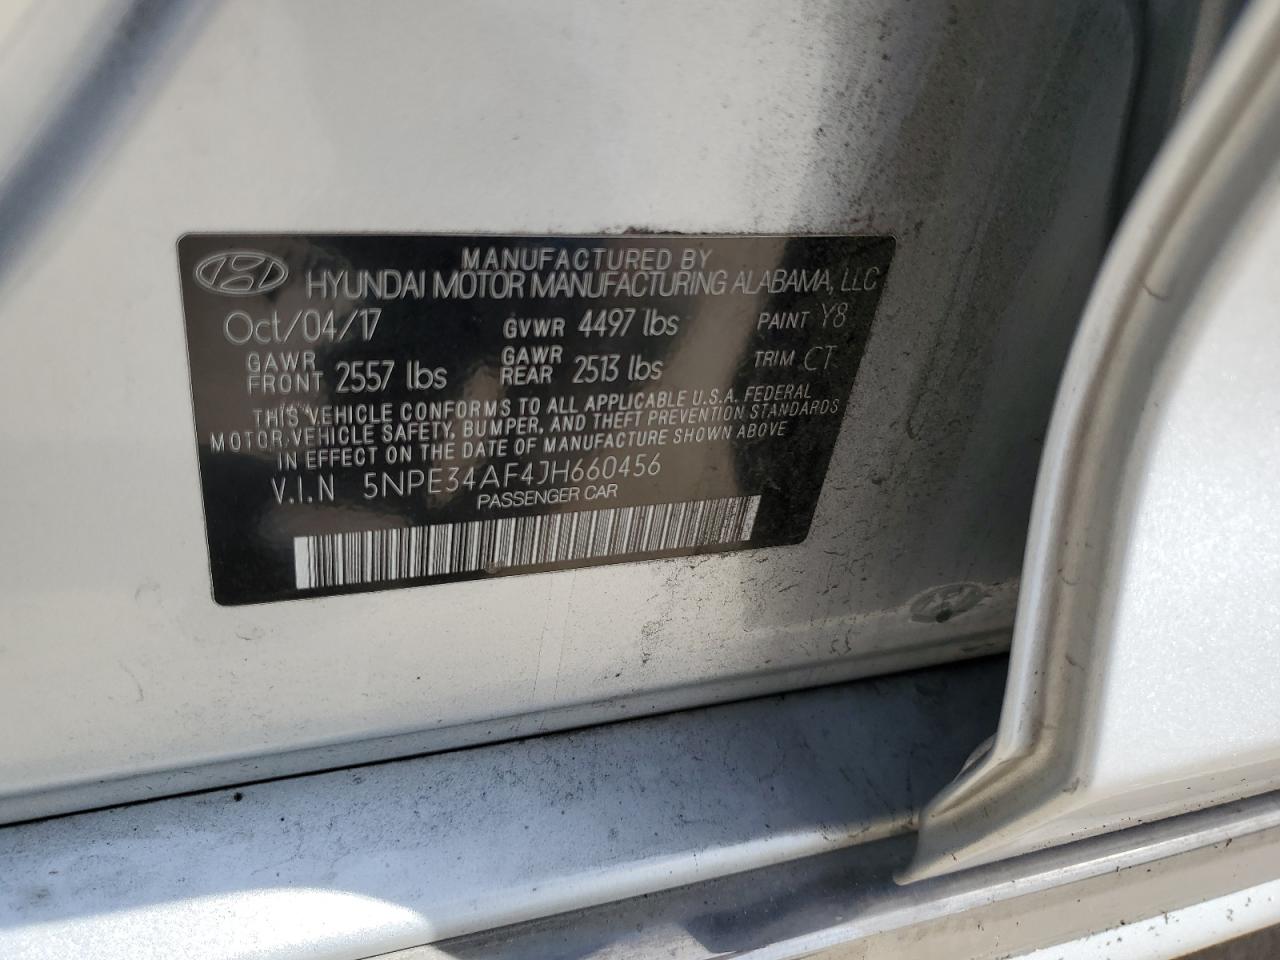 MANUFACTURED BY
HYUNDAI MOTOR MANUFACTURING ALABAMA, LLC
Oct/04/17 GVWR 4497 lbs PAINT Y8
GAWR FRONT 2557 lbs GAWR REAR 2513 lbs TRIM CT
THIS VEHICLE CONFORMS TO ALL APPLICABLE U.S.A. FEDERAL
MOTOR VEHICLE SAFETY, BUMPER, AND THEFT PREVENTION STANDARDS
IN EFFECT ON THE DATE OF MANUFACTURE SHOWN ABOVE
V.I.N 5NPE34AF4JH660456
PASSENGER CAR